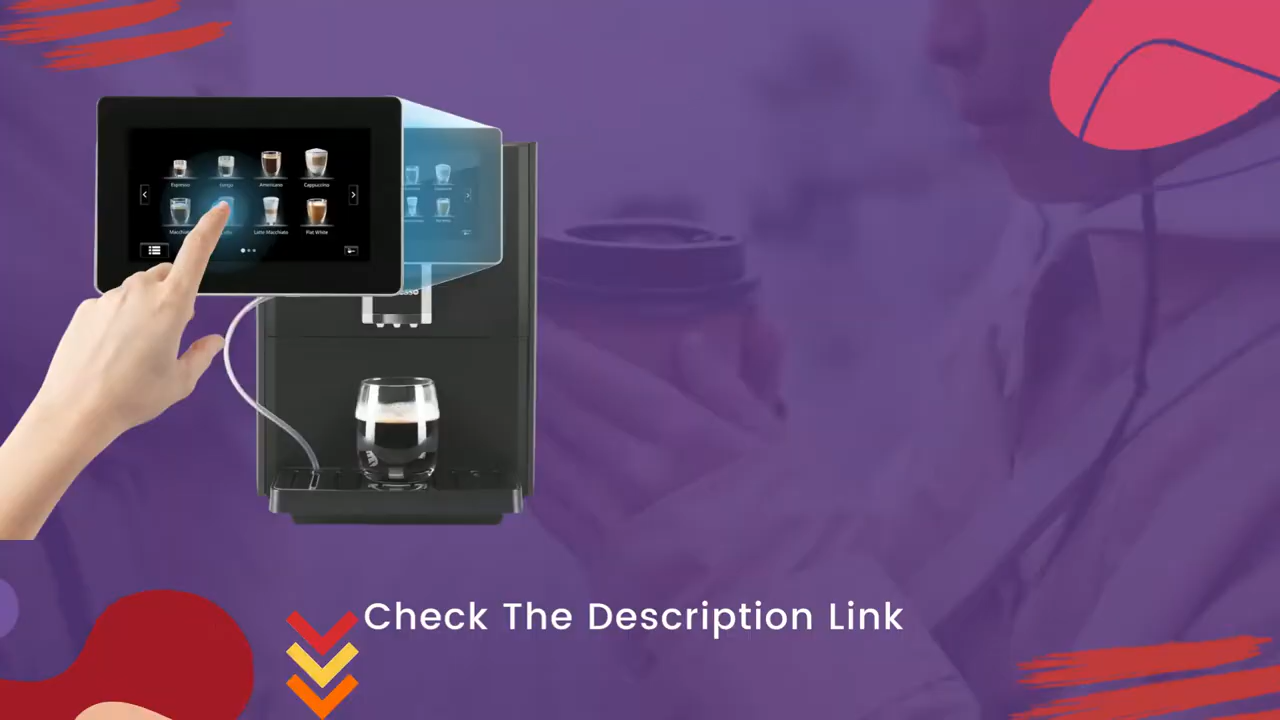 Espresso
Lungo
Americano
Cappuccino
Latte Macchiato
Flat White
Check The Description Link